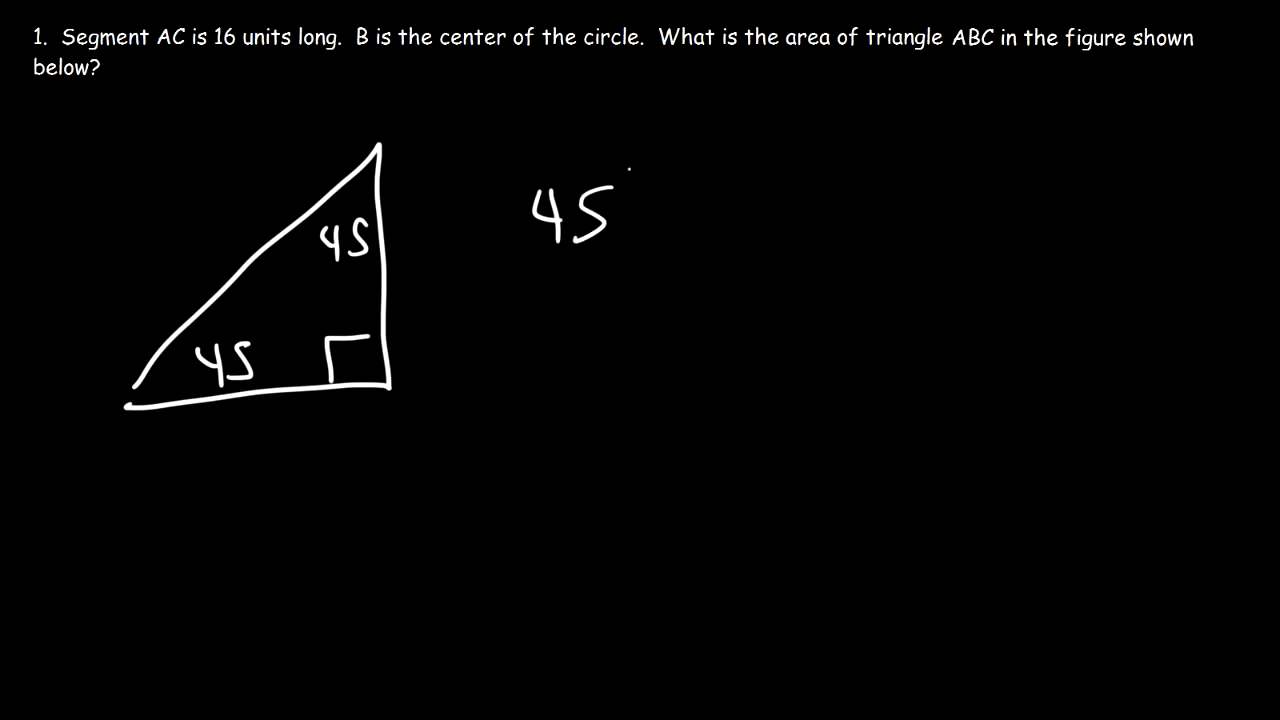 1. Segment AC is 16 units long. B is the center of the circle. What is the area of triangle ABC in the figure shown
below?
45
45
45